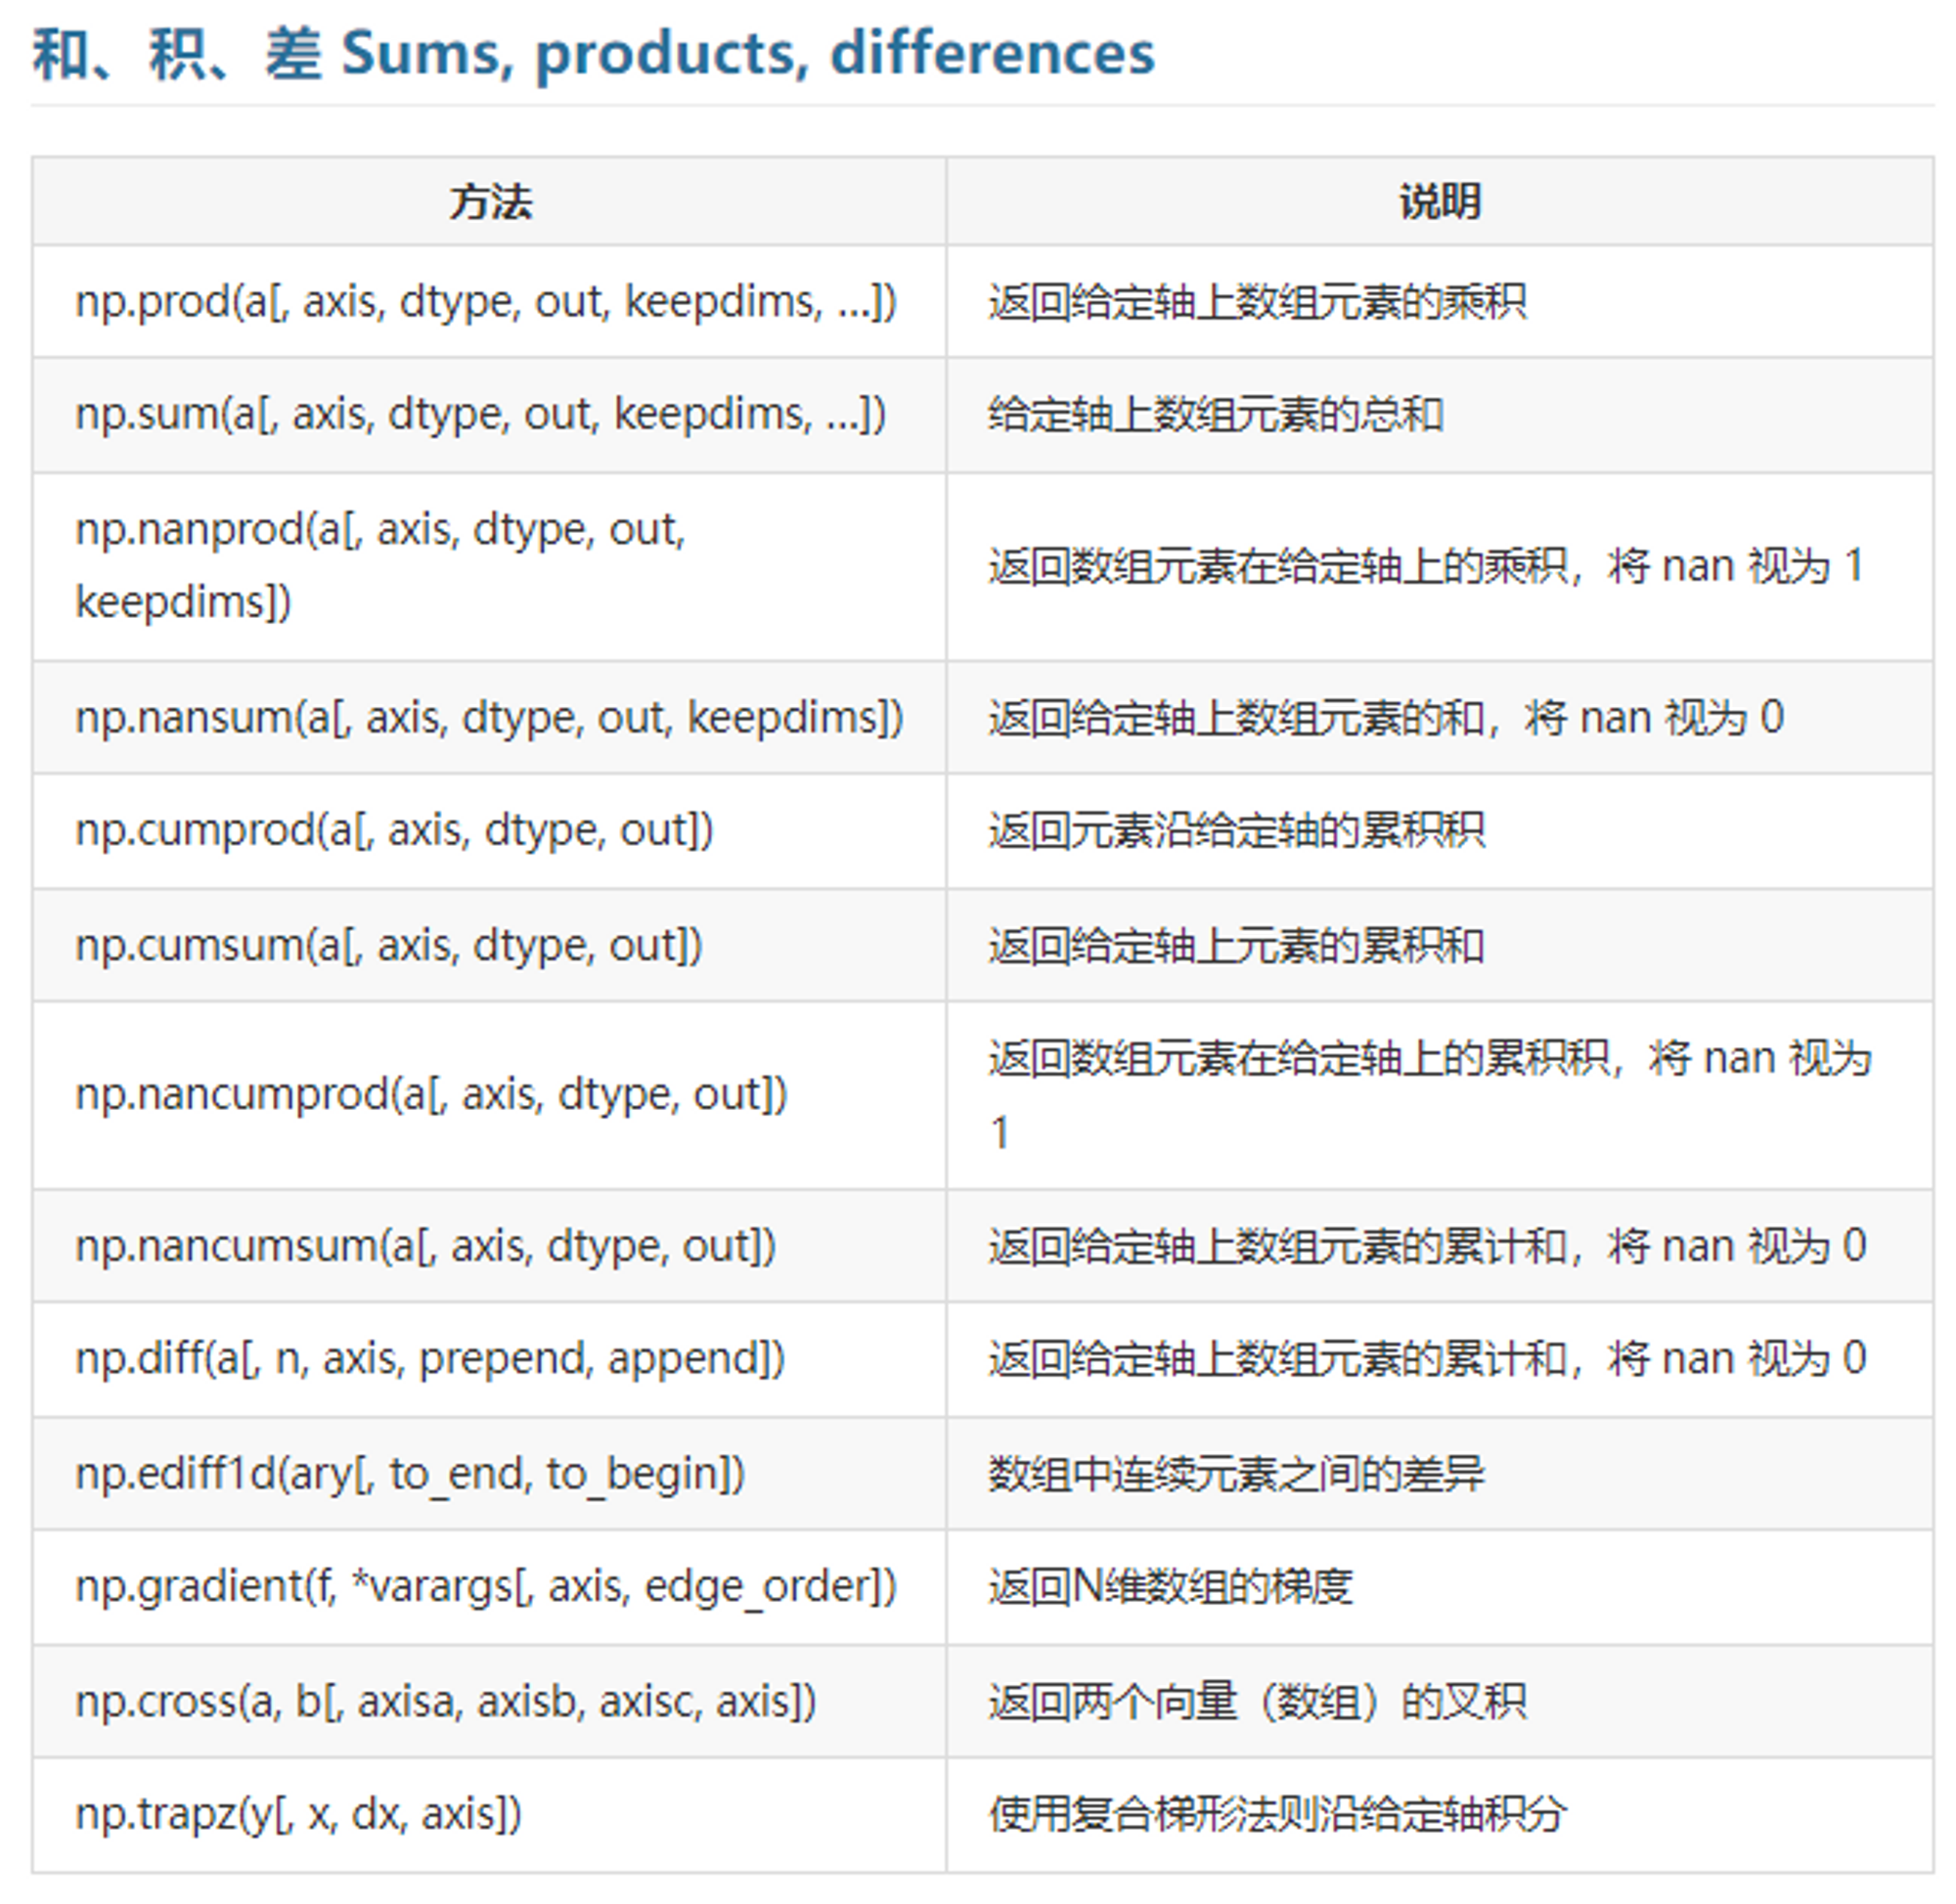 和、积、差 Sums, products, differences
方法 说明
np.prod(a[, axis, dtype, out, keepdims, ...]) 返回给定轴上数组元素的乘积
np.sum(a[, axis, dtype, out, keepdims, ...]) 给定轴上数组元素的总和
np.nanprod(a[, axis, dtype, out,
keepdims]) 返回数组元素在给定轴上的乘积，将 nan 视为 1
np.nansum(a[, axis, dtype, out, keepdims]) 返回给定轴上数组元素的和，将 nan 视为 0
np.cumprod(a[, axis, dtype, out]) 返回元素沿给定轴的累积积
np.cumsum(a[, axis, dtype, out]) 返回给定轴上元素的累积和
np.nancumprod(a[, axis, dtype, out]) 返回数组元素在给定轴上的累积积，将 nan 视为
1
np.nancumsum(a[, axis, dtype, out]) 返回给定轴上数组元素的累计和，将 nan 视为 0
np.diff(a[, n, axis, prepend, append]) 返回给定轴上数组元素的累计和，将 nan 视为 0
np.ediff1d(ary[, to_end, to_begin]) 数组中连续元素之间的差异
np.gradient(f, *varargs[, axis, edge_order]) 返回N维数组的梯度
np.cross(a, b[, axisa, axisb, axisc, axis]) 返回两个向量（数组）的叉积
np.trapz(y[, x, dx, axis]) 使用复合梯形法则沿给定轴积分